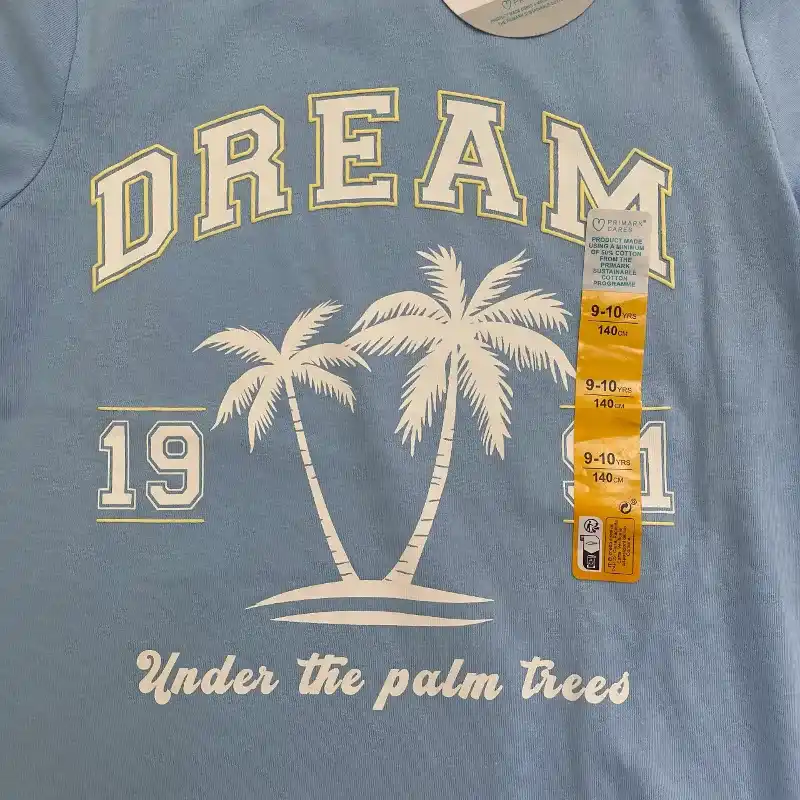 DREAM
PRIMARK®
CARES
PRODUCT MADE
USING A MINIMUM
OF 50% COTTON
FROM THE
PRIMARK
SUSTAINABLE
COTTON
PROGRAMME
9-10 YRS
140 CM
9-10 YRS
140 CM
9-10 YRS
140 CM
19 91
Under the palm trees